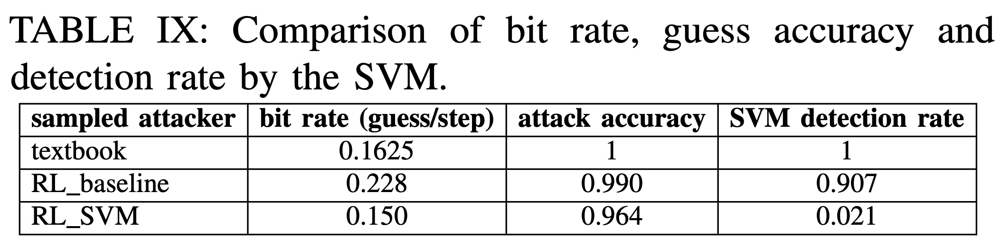 TABLE IX: Comparison of bit rate, guess accuracy and
detection rate by the SVM.
sampled attacker bit rate (guess/step) attack accuracy SVM detection rate
textbook 0.1625 1 1
RL_baseline 0.228 0.990 0.907
RL_SVM 0.150 0.964 0.021